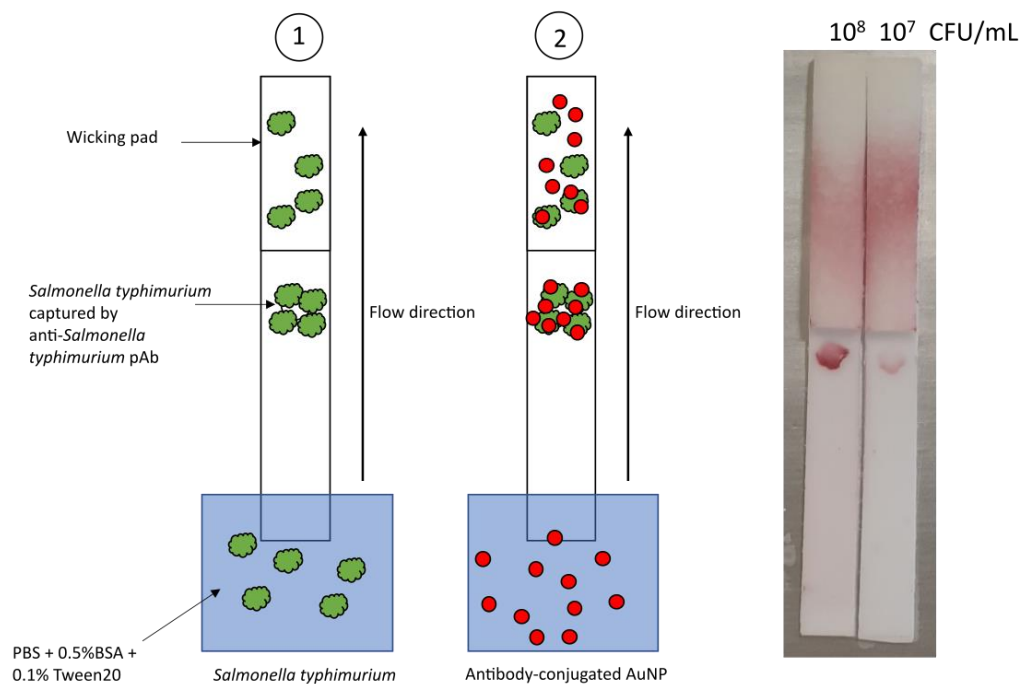 1
2
10⁸ 10⁷ CFU/mL
Wicking pad
Salmonella typhimurium
captured by
anti-Salmonella
typhimurium pAb
Flow direction
Flow direction
PBS + 0.5%BSA +
0.1% Tween20
Salmonella typhimurium
Antibody-conjugated AuNP